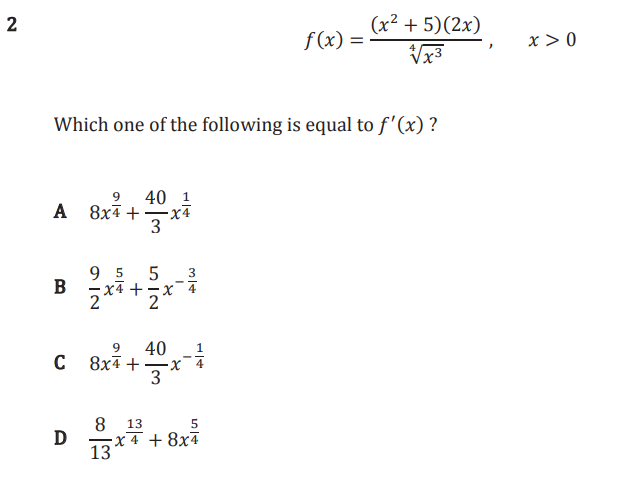 2 f(x) = \frac{(x^2 + 5)(2x)}{\sqrt[4]{x^3}}, x > 0
Which one of the following is equal to f'(x) ?
A 8x^{\frac{9}{4}} + \frac{40}{3}x^{\frac{1}{4}}
B \frac{9}{2}x^{\frac{5}{4}} + \frac{5}{2}x^{-\frac{3}{4}}
C 8x^{\frac{9}{4}} + \frac{40}{3}x^{-\frac{1}{4}}
D \frac{8}{13}x^{\frac{13}{4}} + 8x^{\frac{5}{4}}